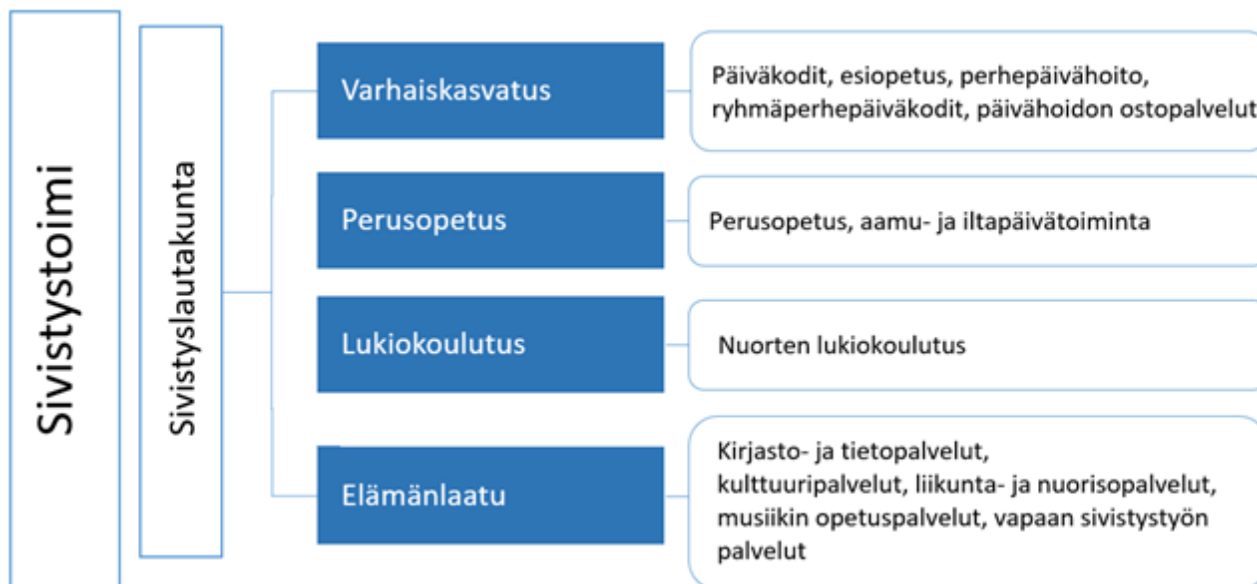 Sivistystoimi
Sivistyslautakunta
Varhaiskasvatus
Päiväkodit, esiopetus, perhepäivähoito,
ryhmäperhepäiväkodit, päivähoidon ostopalvelut
Perusopetus
Perusopetus, aamu- ja iltapäivätoiminta
Lukiokoulutus
Nuorten lukiokoulutus
Elämänlaatu
Kirjasto- ja tietopalvelut,
kulttuuripalvelut, liikunta- ja nuorisopalvelut,
musiikin opetuspalvelut, vapaan sivistystyön
palvelut